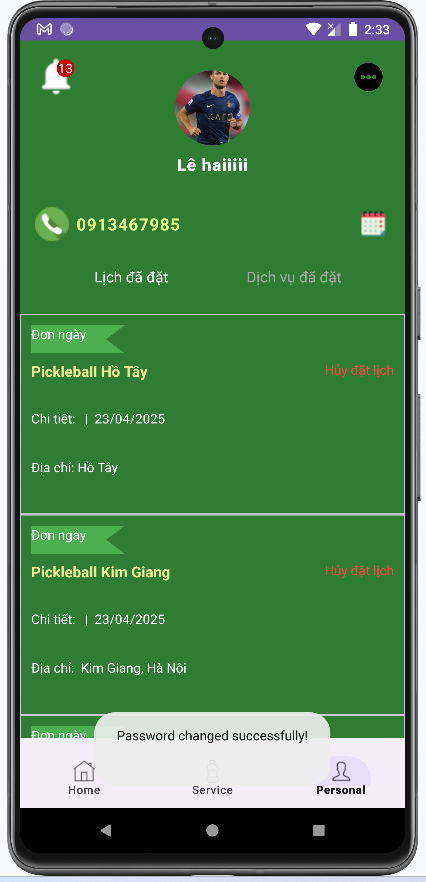 2:33
13
Lê haiiiii
0913467985
Lịch đã đặt
Dịch vụ đã đặt
Đơn ngày
Pickleball Hồ Tây
Hủy đặt lịch
Chi tiết: | 23/04/2025
Địa chỉ: Hồ Tây
Đơn ngày
Pickleball Kim Giang
Hủy đặt lịch
Chi tiết: | 23/04/2025
Địa chỉ: Kim Giang, Hà Nội
Đơn ngày
Password changed successfully!
Home
Service
Personal